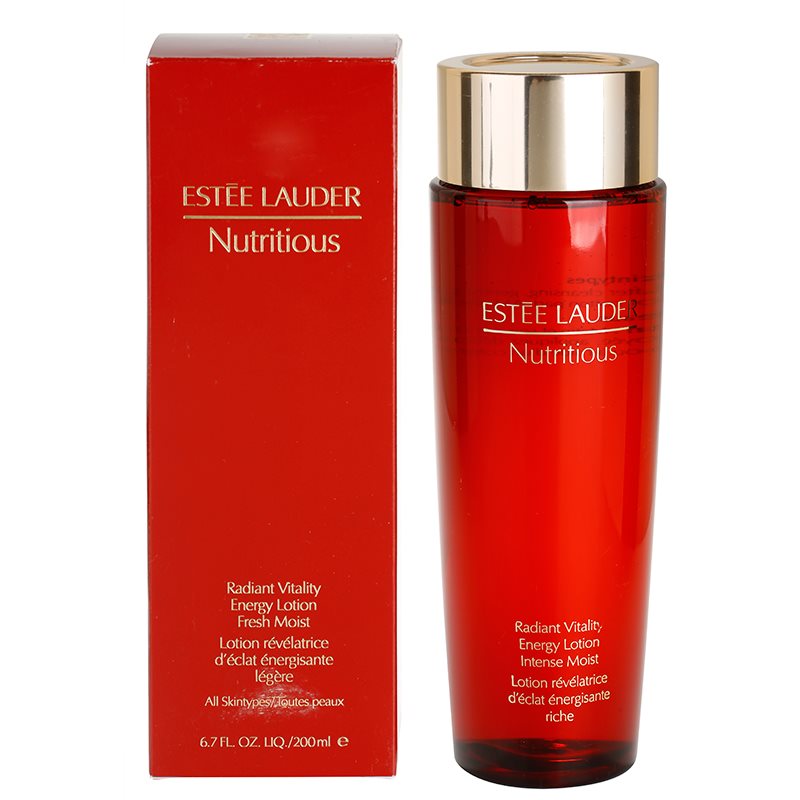 ESTĒE LAUDER
Nutritious
Radiant Vitality
Energy Lotion
Fresh Moist
Lotion révélatrice
d'éclat énergisante
légère
All Skintypes/Toutes peaux
6.7 FL. OZ. LIQ./200ml e
ESTĒE LAUDER
Nutritious
Radiant Vitality
Energy Lotion
Intense Moist
Lotion révélatrice
d'éclat énergisante
riche